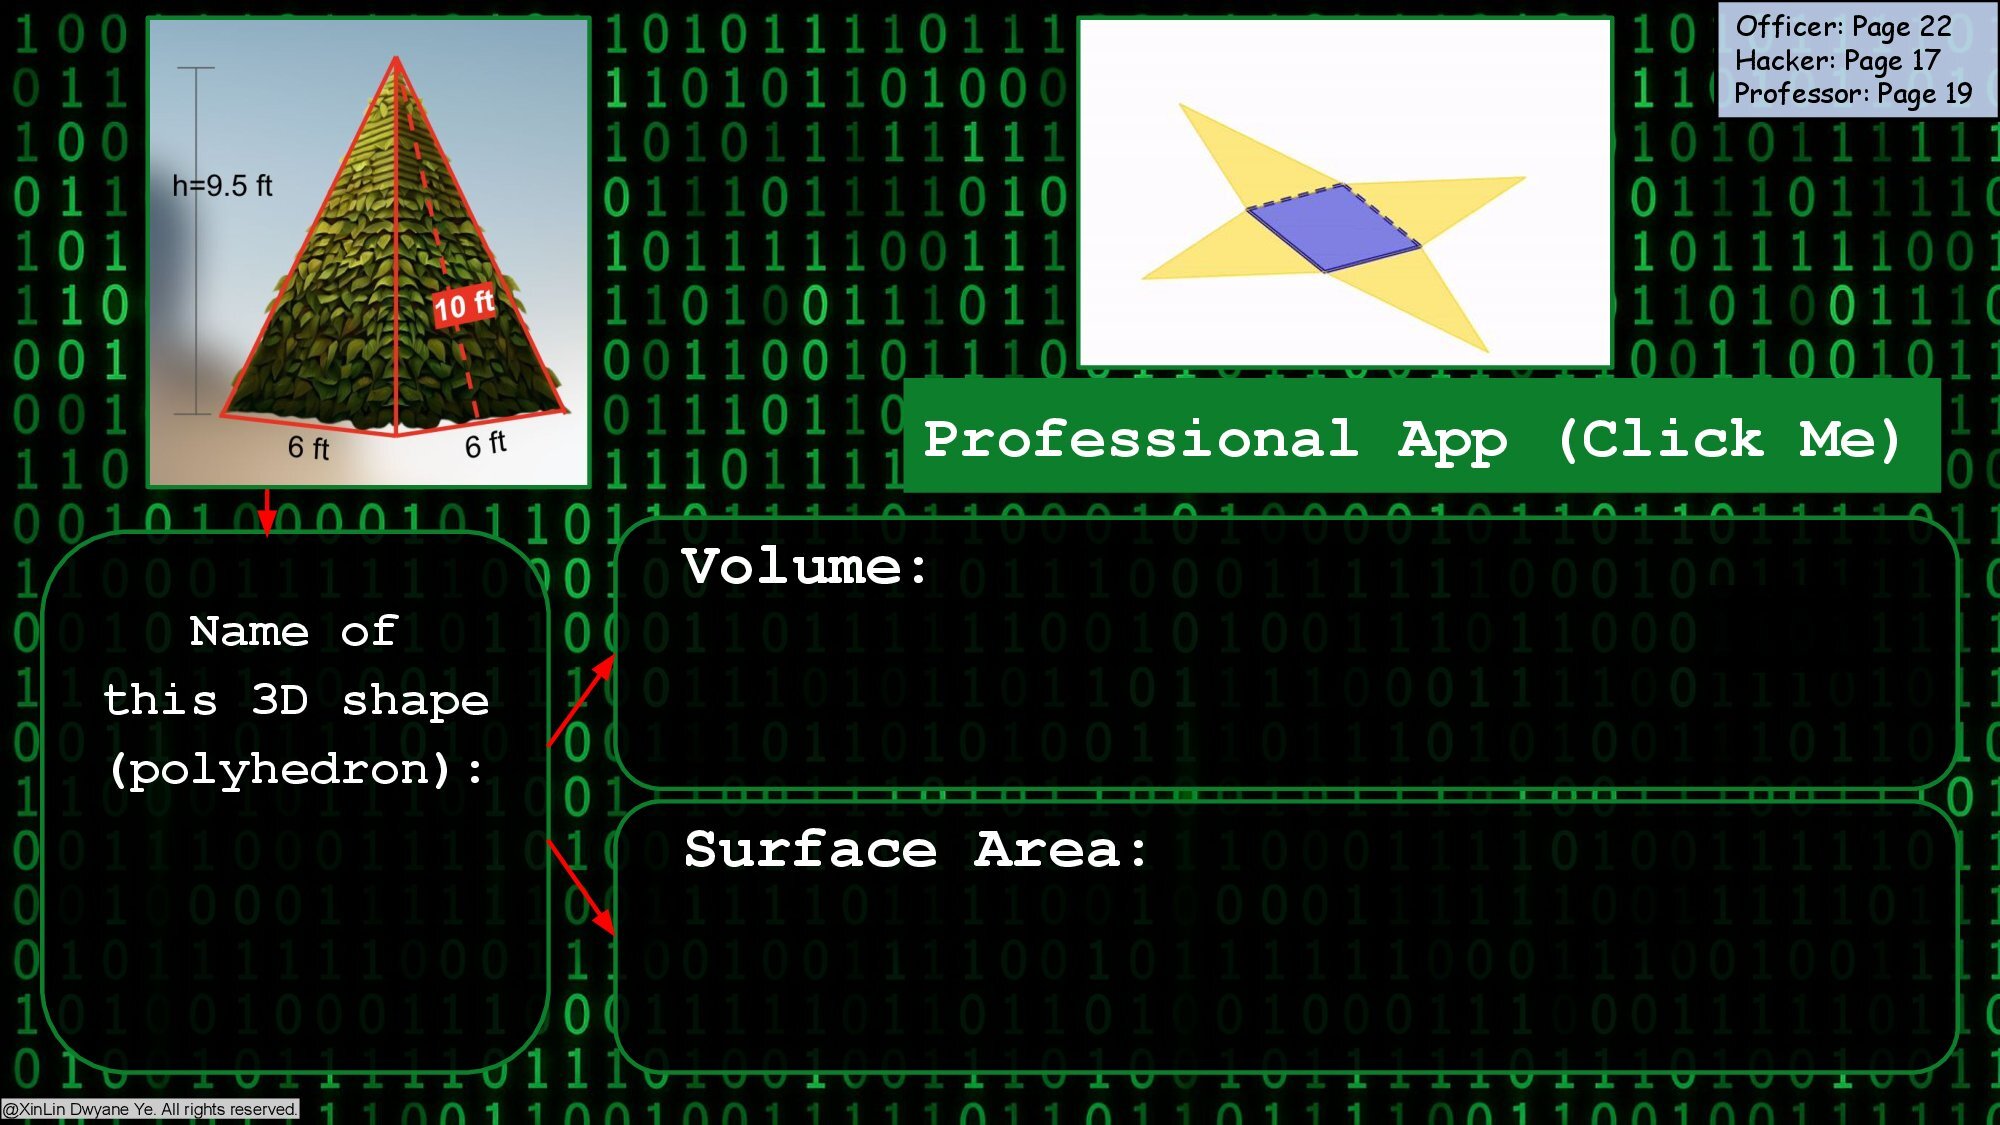 Officer: Page 22
Hacker: Page 17
Professor: Page 19
h=9.5 ft
10 ft
6 ft
6 ft
Professional App (Click Me)
Name of
this 3D shape
(polyhedron):
Volume:
Surface Area:
@XinLin Dwyane Ye. All rights reserved.